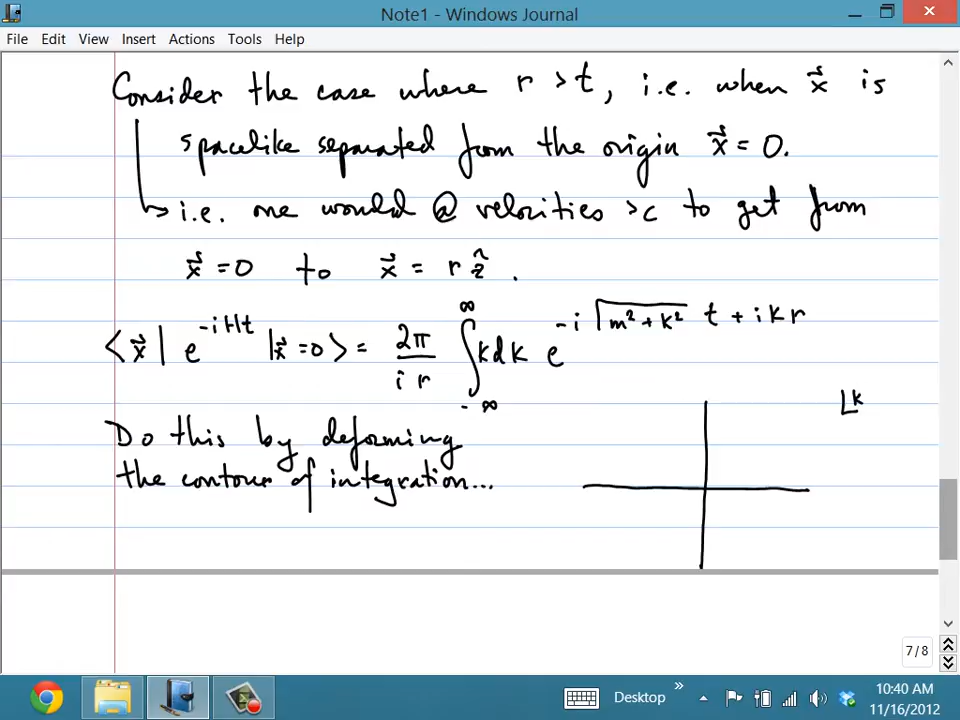 Note1 - Windows Journal
File Edit View Insert Actions Tools Help
Consider the case where r > t, i.e. when x⃗ is
spacelike separated from the origin x⃗ = 0.
↳ i.e. one would @ velocities >c to get from
x⃗ = 0 to x⃗ = r ẑ .
<x⃗| e^{-iHt} |x⃗=0> = 2π/(i r) ∫_{-∞}^{∞} k dk e^{-i√(m²+k²) t + i k r}
k
Do this by deforming
the contour of integration...
7/8
Desktop » 10:40 AM
11/16/2012